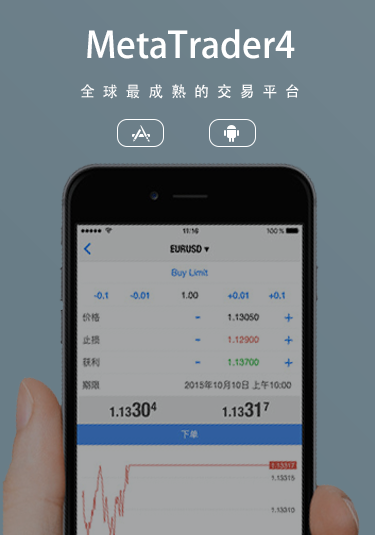 MetaTrader4
全球最成熟的交易平台
11:16 100%
EURUSD ▾
Buy Limit
-0.1 -0.01 1.00 +0.01 +0.1
价格 - 1.13050 +
止损 - 1.12900 +
获利 - 1.13700 +
期限 2015年10月10日 上午10:00
1.13304 1.13317
下单
1.13317
1.13315
1.13310